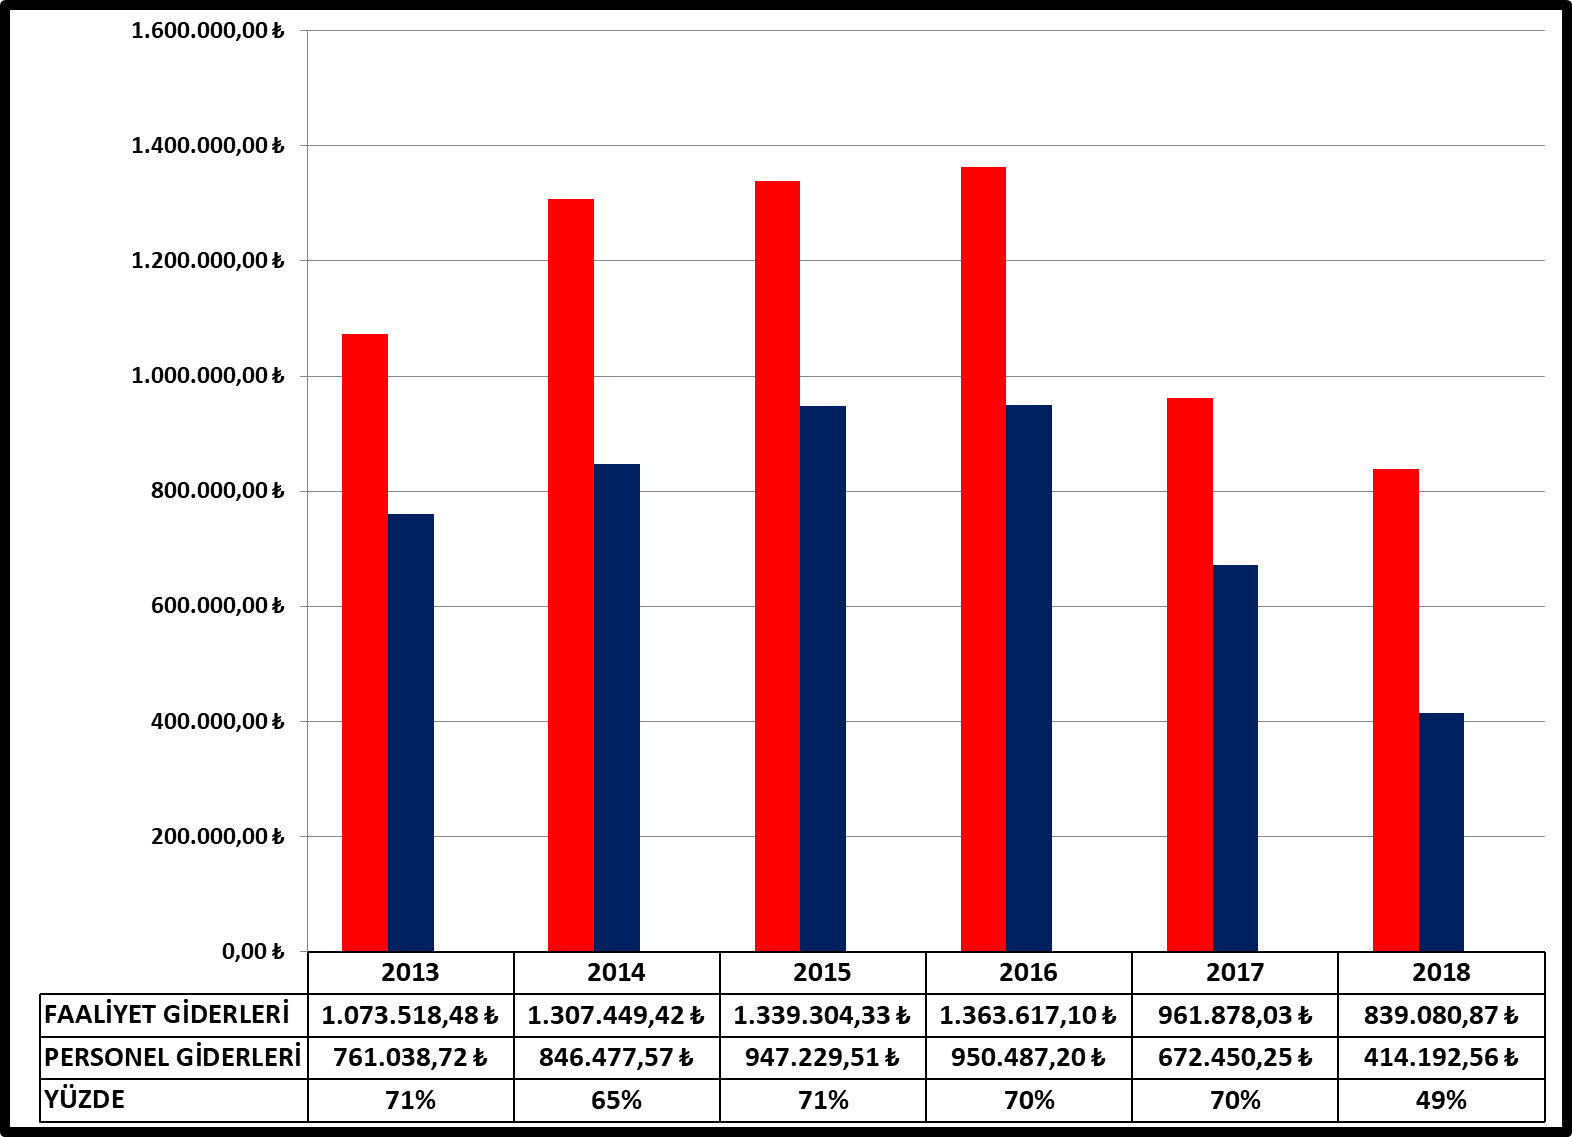 1.600.000,00 ₺
1.400.000,00 ₺
1.200.000,00 ₺
1.000.000,00 ₺
800.000,00 ₺
600.000,00 ₺
400.000,00 ₺
200.000,00 ₺
0,00 ₺
2013 2014 2015 2016 2017 2018
FAALİYET GİDERLERİ 1.073.518,48 ₺ 1.307.449,42 ₺ 1.339.304,33 ₺ 1.363.617,10 ₺ 961.878,03 ₺ 839.080,87 ₺
PERSONEL GİDERLERİ 761.038,72 ₺ 846.477,57 ₺ 947.229,51 ₺ 950.487,20 ₺ 672.450,25 ₺ 414.192,56 ₺
YÜZDE 71% 65% 71% 70% 70% 49%